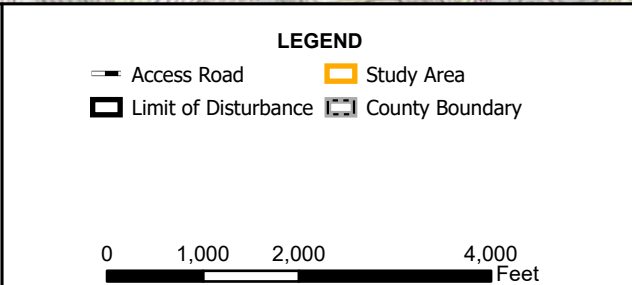 LEGEND
Access Road Study Area
Limit of Disturbance County Boundary
0 1,000 2,000 4,000
Feet